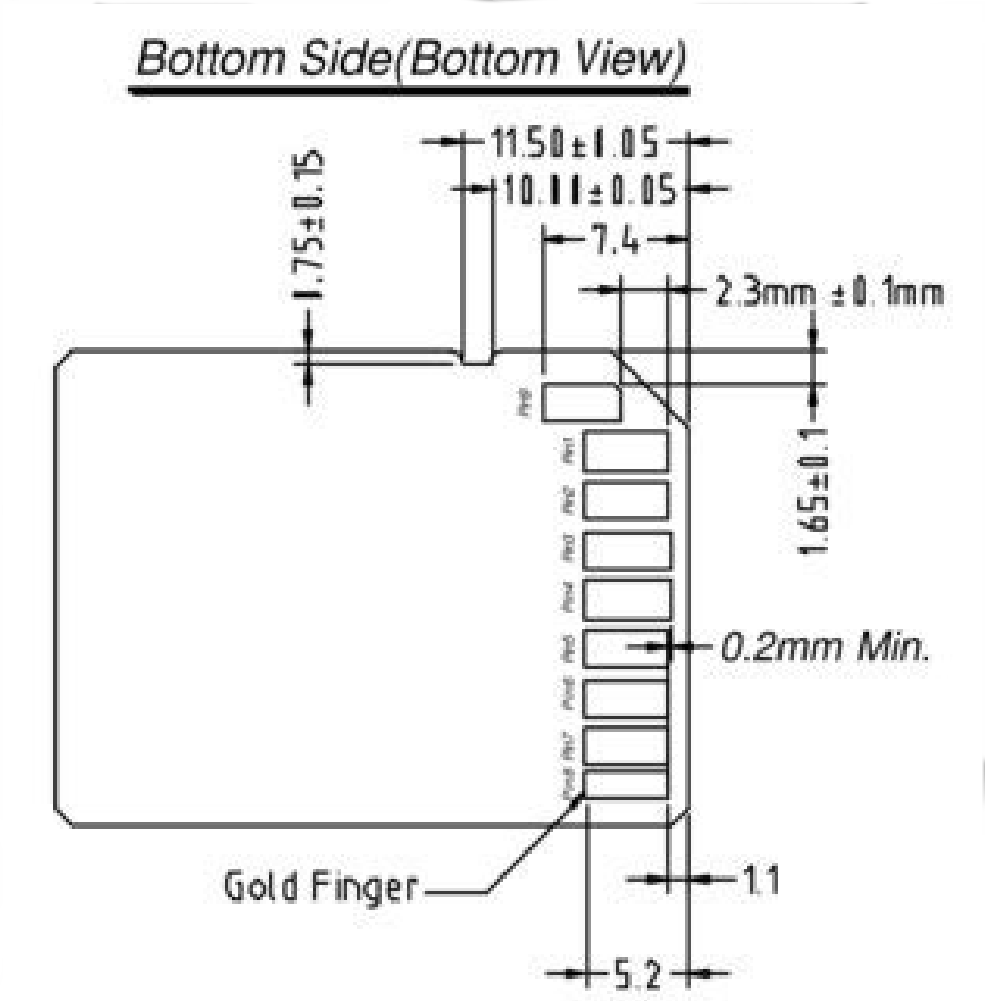 Bottom Side(Bottom View)
11.50±1.05
10.11±0.05
1.75±0.15
7.4
2.3mm ±0.1mm
Pin9
Pin1
1.65±0.1
Pin2
Pin3
Pin4
Pin5
0.2mm Min.
Pin6
Pin7
Pin8
Gold Finger
1.1
5.2